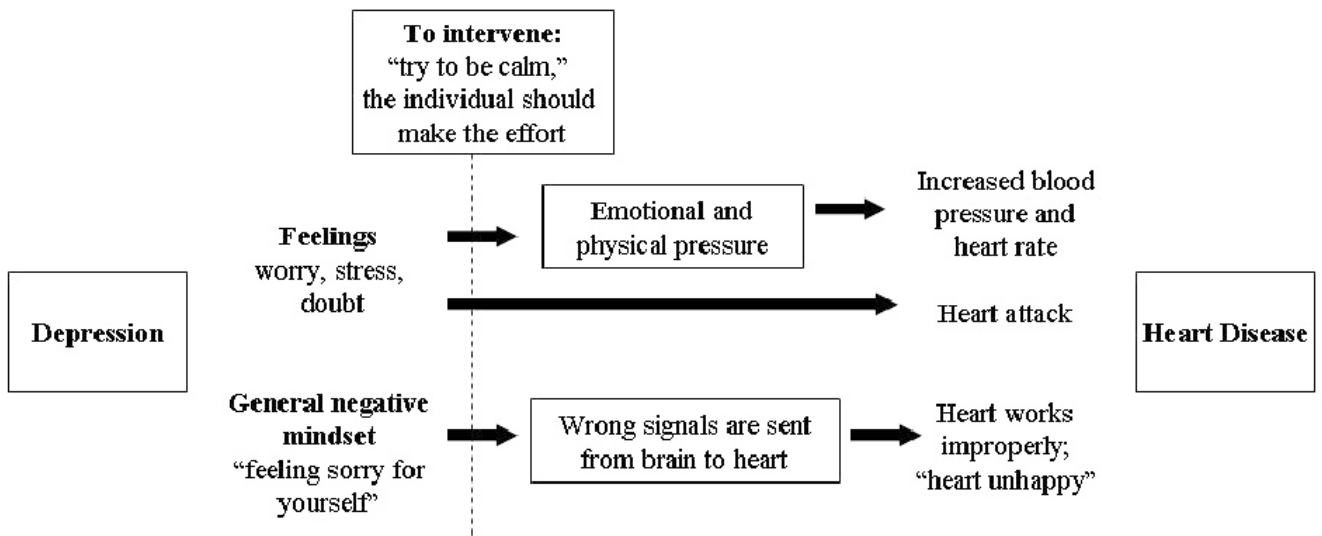 To intervene:
“try to be calm,”
the individual should
make the effort
Depression
Feelings
worry, stress,
doubt
General negative
mindset
“feeling sorry for
yourself”
Emotional and
physical pressure
Wrong signals are sent
from brain to heart
Increased blood
pressure and
heart rate
Heart attack
Heart works
improperly;
“heart unhappy”
Heart Disease